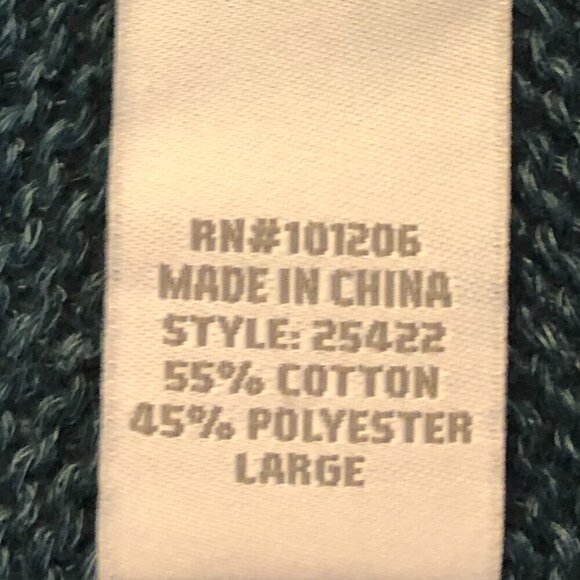 RN#101206
MADE IN CHINA
STYLE: 25422
55% COTTON
45% POLYESTER
LARGE